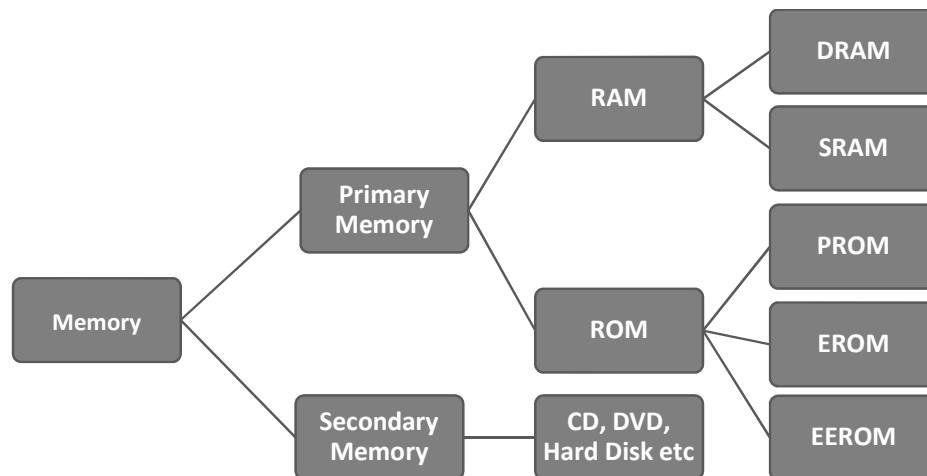 DRAM
RAM
SRAM
Primary
Memory
PROM
Memory
ROM
EROM
Secondary
Memory
CD, DVD,
Hard Disk etc
EEROM